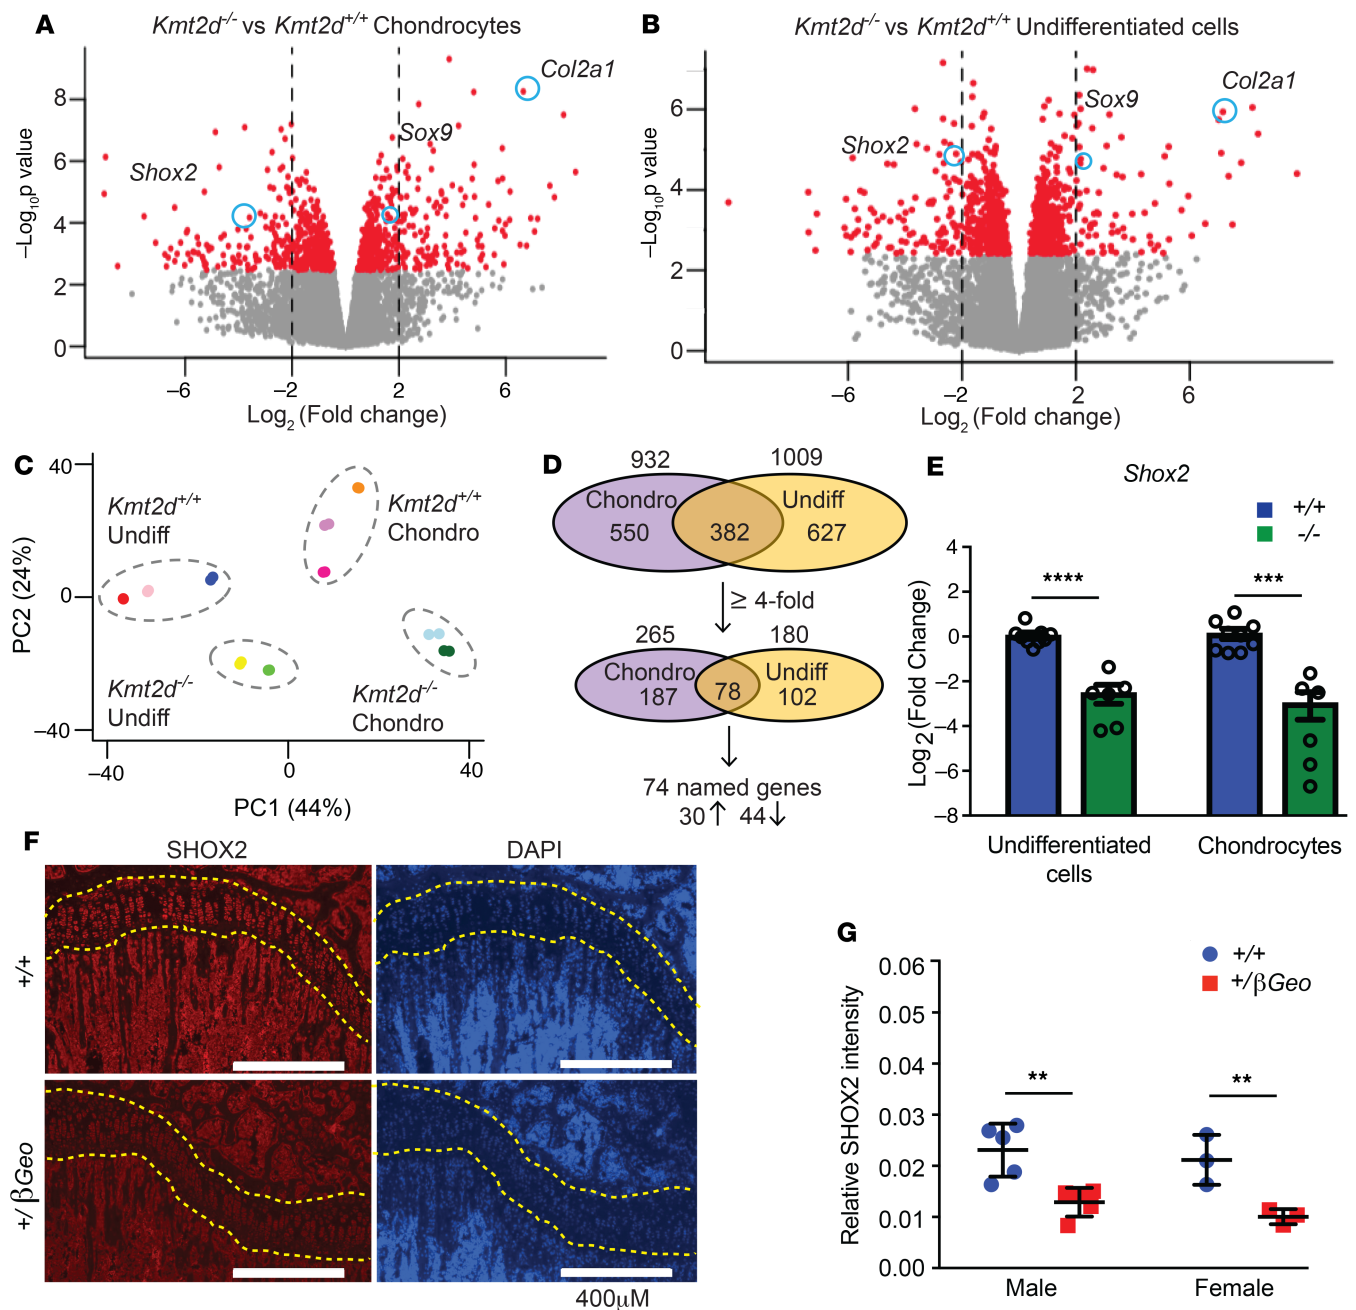 A
Kmt2d-/- vs Kmt2d+/+ Chondrocytes
Col2a1
Sox9
Shox2
–Log10p value
8
6
4
2
0
–6
–2
2
6
Log2 (Fold change)
B
Kmt2d-/- vs Kmt2d+/+ Undifferentiated cells
Col2a1
Sox9
Shox2
–Log10p value
6
4
2
0
–6
–2
2
6
Log2 (Fold change)
C
40
0
–40
PC2 (24%)
Kmt2d+/+
Undiff
Kmt2d+/+
Chondro
Kmt2d-/-
Undiff
Kmt2d-/-
Chondro
–40
0
40
PC1 (44%)
D
932
1009
Chondro
Undiff
550
382
627
≥ 4-fold
265
180
Chondro
Undiff
187
78
102
74 named genes
30↑ 44↓
E
Shox2
+/+
-/-
Log2(Fold Change)
4
2
0
–2
–4
–6
–8
****
***
Undifferentiated
cells
Chondrocytes
F
SHOX2
DAPI
+/+
+/βGeo
400µM
G
+/+
+/βGeo
Relative SHOX2 intensity
0.06
0.05
0.04
0.03
0.02
0.01
0.00
**
**
Male
Female